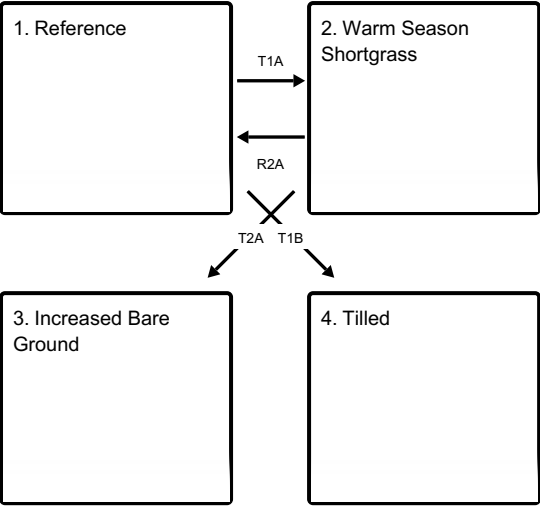 1. Reference
2. Warm Season
Shortgrass
T1A
R2A
T2A
T1B
3. Increased Bare
Ground
4. Tilled